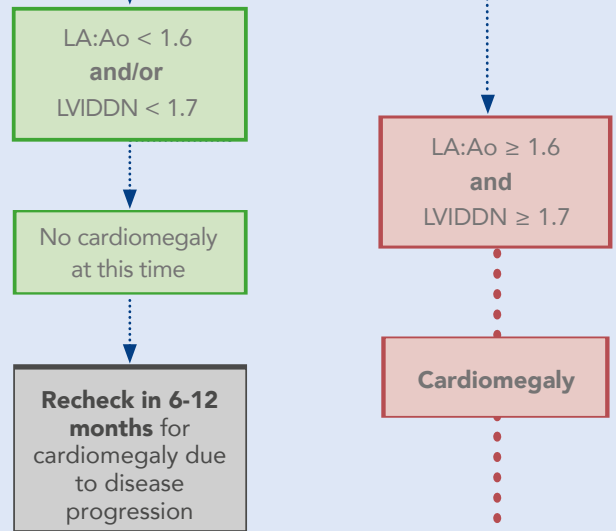 LA:Ao < 1.6
and/or
LVIDDN < 1.7
No cardiomegaly
at this time
Recheck in 6-12
months for
cardiomegaly due
to disease
progression
LA:Ao ≥ 1.6
and
LVIDDN ≥ 1.7
Cardiomegaly